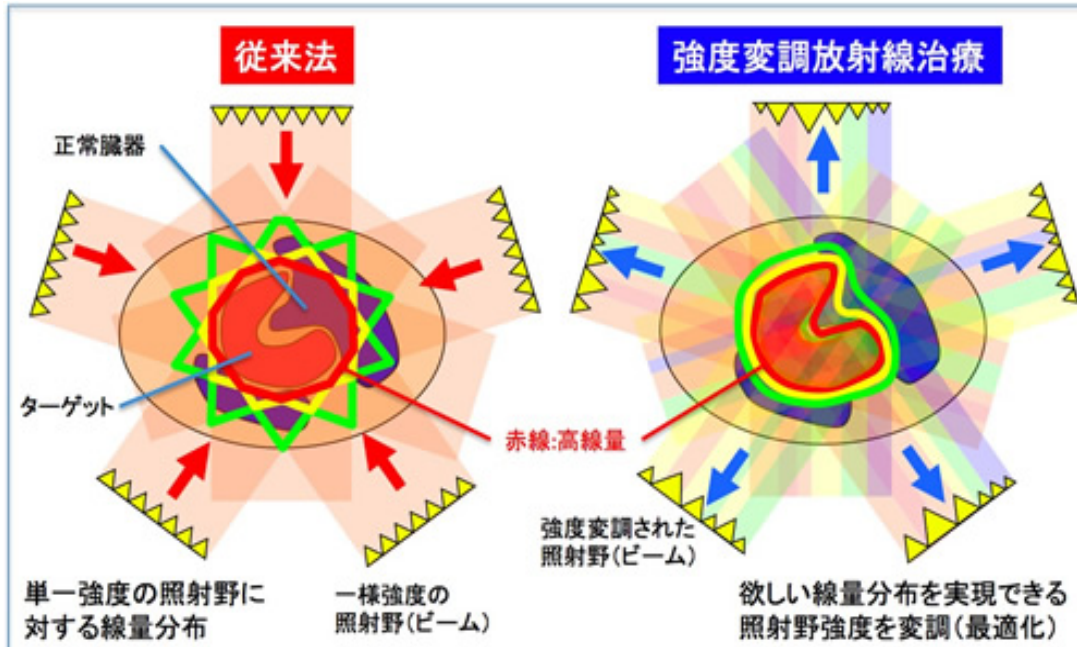 従来法
強度変調放射線治療
正常臓器
ターゲット
赤線:高線量
強度変調された
照射野(ビーム)
単一強度の照射野に
対する線量分布
一様強度の
照射野(ビーム)
欲しい線量分布を実現できる
照射野強度を変調(最適化)